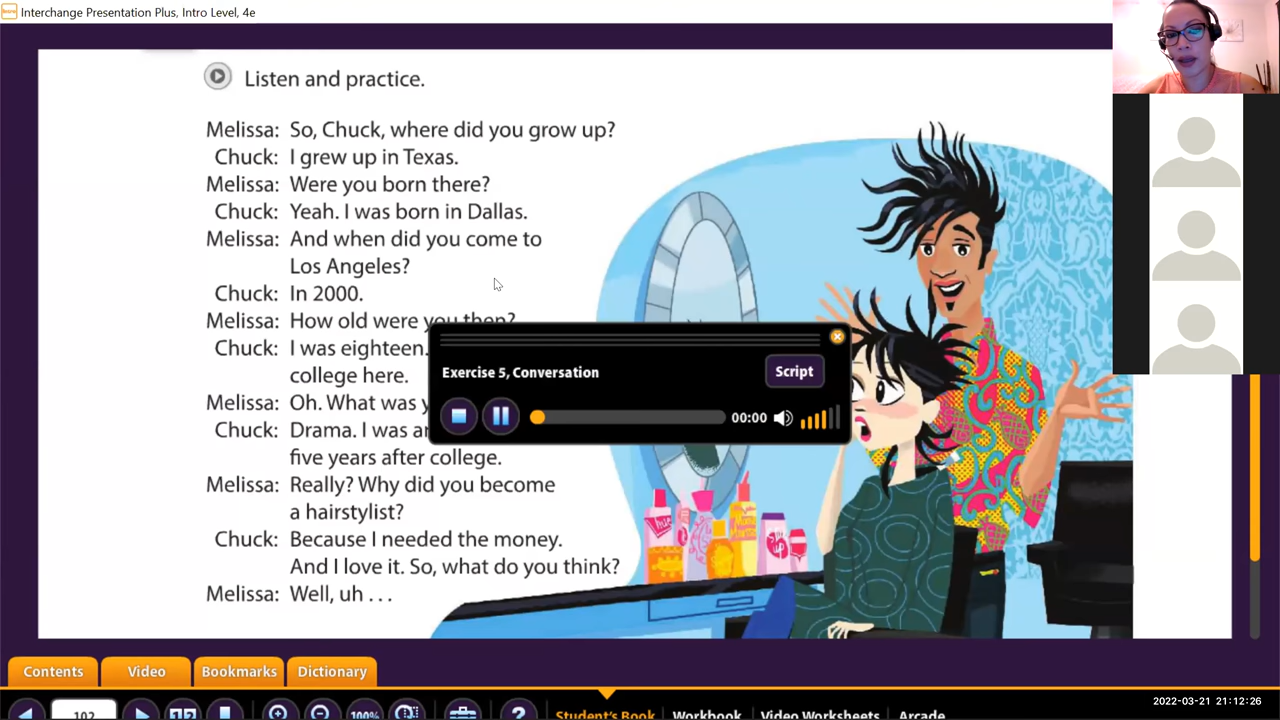 Interchange Presentation Plus, Intro Level, 4e
Listen and practice.
Melissa: So, Chuck, where did you grow up?
Chuck: I grew up in Texas.
Melissa: Were you born there?
Chuck: Yeah. I was born in Dallas.
Melissa: And when did you come to
Los Angeles?
Chuck: In 2000.
Melissa: How old were you then?
Chuck: I was eighteen.
college here.
Melissa: Oh. What was
Chuck: Drama. I was
five years after college.
Melissa: Really? Why did you become
a hairstylist?
Chuck: Because I needed the money.
And I love it. So, what do you think?
Melissa: Well, uh . . .
Exercise 5, Conversation
Script
00:00
Contents Video Bookmarks Dictionary
102 100% ?
Student's Book Workbook Video Worksheets Arcade
2022-03-21 21:12:26